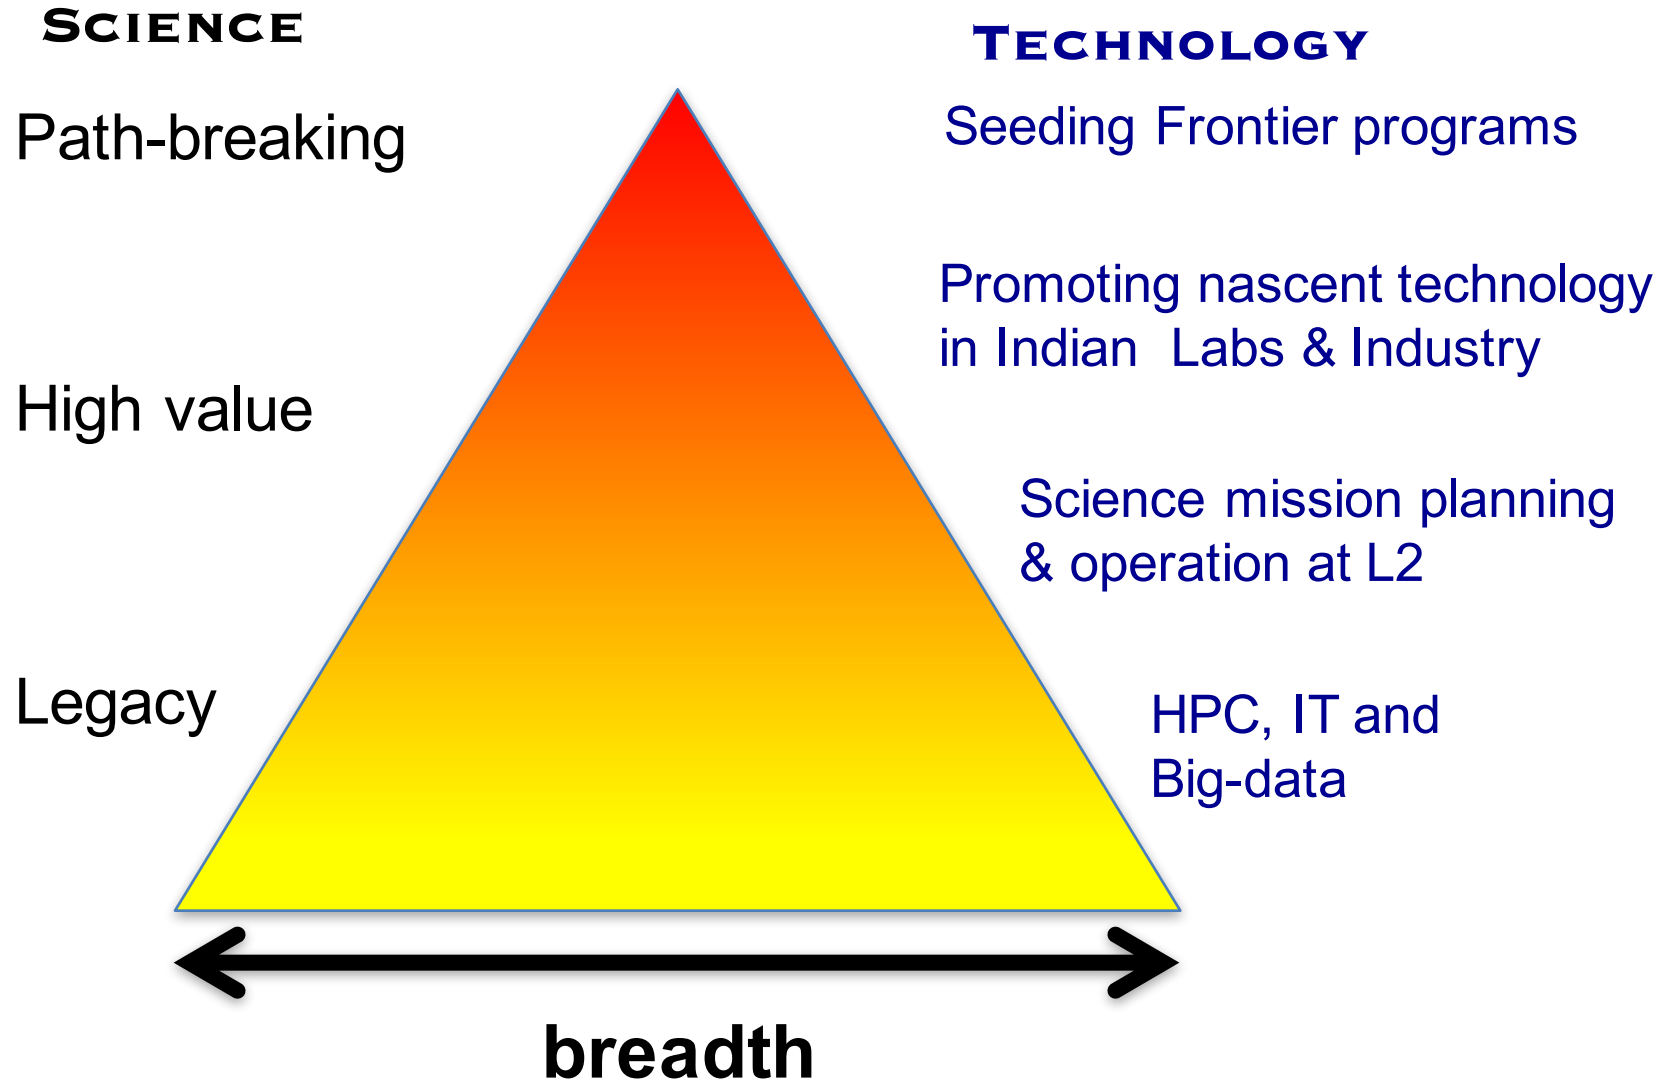 SCIENCE
TECHNOLOGY
Path-breaking
Seeding Frontier programs
Promoting nascent technology
in Indian Labs & Industry
High value
Science mission planning
& operation at L2
Legacy
HPC, IT and
Big-data
breadth